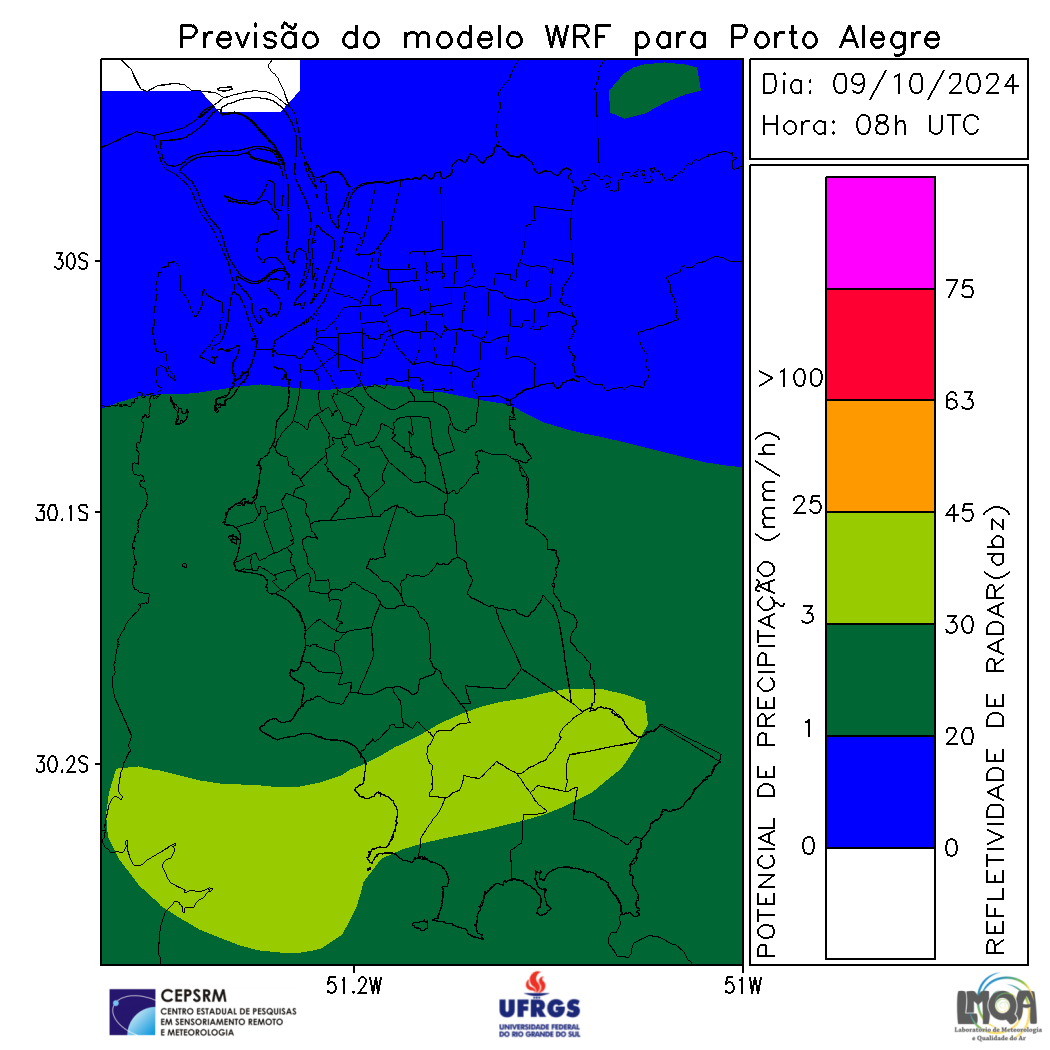 Previsão do modelo WRF para Porto Alegre
Dia: 09/10/2024
Hora: 08h UTC
30S
30.1S
30.2S
51.2W
51W
>100
25
3
1
0
75
63
45
30
20
0
POTENCIAL DE PRECIPITAÇÃO (mm/h)
REFLETIVIDADE DE RADAR(dbz)
CEPSRM
CENTRO ESTADUAL DE PESQUISAS
EM SENSORIAMENTO REMOTO
E METEOROLOGIA
UFRGS
UNIVERSIDADE FEDERAL
DO RIO GRANDE DO SUL
LMQA
Laboratório de Meteorologia
e Qualidade do Ar